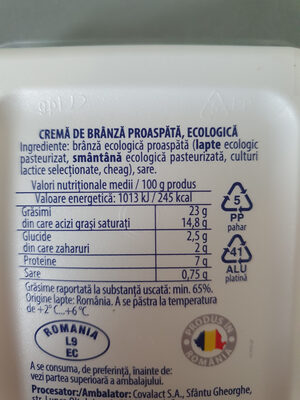 CREMĂ DE BRÂNZĂ PROASPĂTĂ, ECOLOGICĂ
Ingrediente: brânză ecologică proaspătă (lapte ecologic
pasteurizat, smântână ecologică pasteurizată, culturi
lactice selecționate, cheag), sare.
Valori nutriționale medii / 100 g produs
Valoare energetică: 1013 kJ / 245 kcal
Grăsimi 23 g
din care acizi grași saturați 14,8 g
Glucide 2,5 g
din care zaharuri 2 g
Proteine 7 g
Sare 0,75 g
5
PP
pahar
41
ALU
platină
Grăsime raportată la substanță uscată: min. 65%.
Origine lapte: România. A se păstra la temperatura
de +2°C...+6°C.
ROMANIA
L9
EC
PRODUS IN
ROMANIA
A se consuma, de preferință, înainte de:
vezi partea superioară a ambalajului.
Procesator/Ambalator: Covalact S.A., Sfântu Gheorghe,